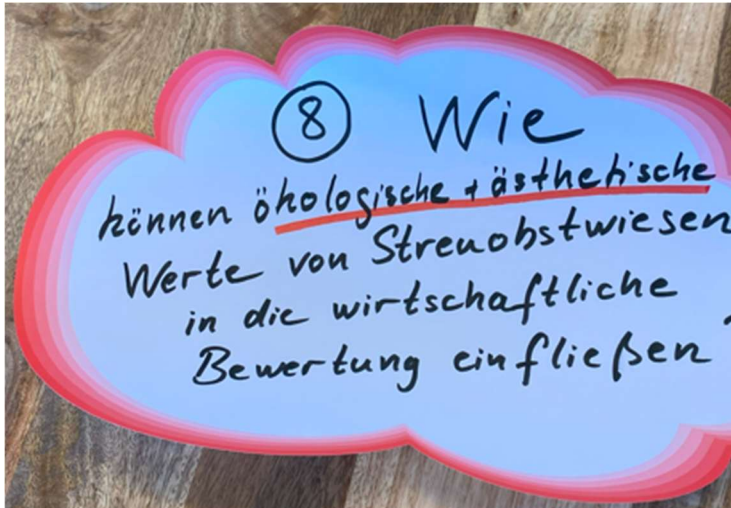 ⑧ Wie
können ökologische + ästhetische
Werte von Streuobstwiesen
in die wirtschaftliche
Bewertung einfließen